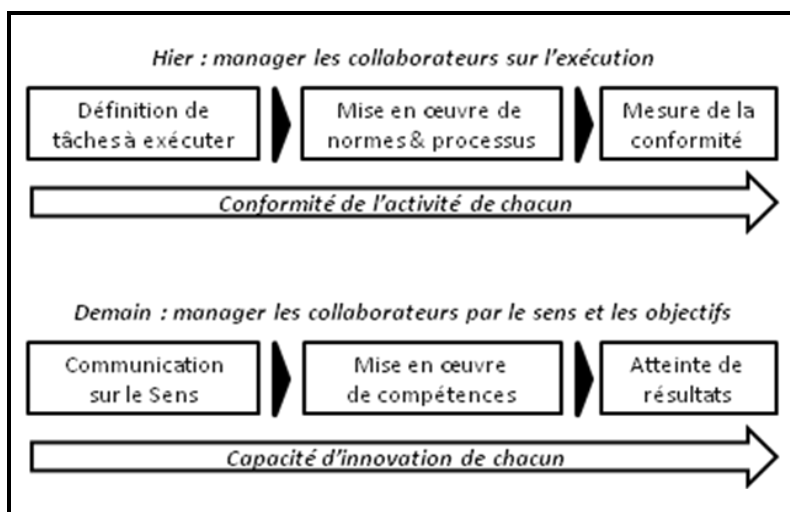 Hier : manager les collaborateurs sur l'exécution
Définition de
tâches à exécuter
Mise en œuvre de
normes & processus
Mesure de la
conformité
Conformité de l'activité de chacun
Demain : manager les collaborateurs par le sens et les objectifs
Communication
sur le Sens
Mise en œuvre
de compétences
Atteinte de
résultats
Capacité d'innovation de chacun